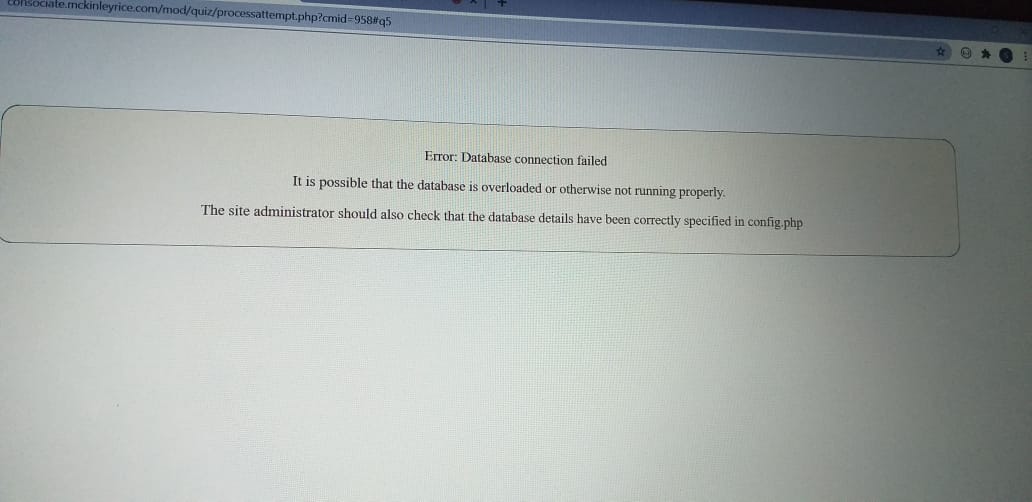 consociate.mckinleyrice.com/mod/quiz/processattempt.php?cmid=958#q5
Error: Database connection failed
It is possible that the database is overloaded or otherwise not running properly.
The site administrator should also check that the database details have been correctly specified in config.php